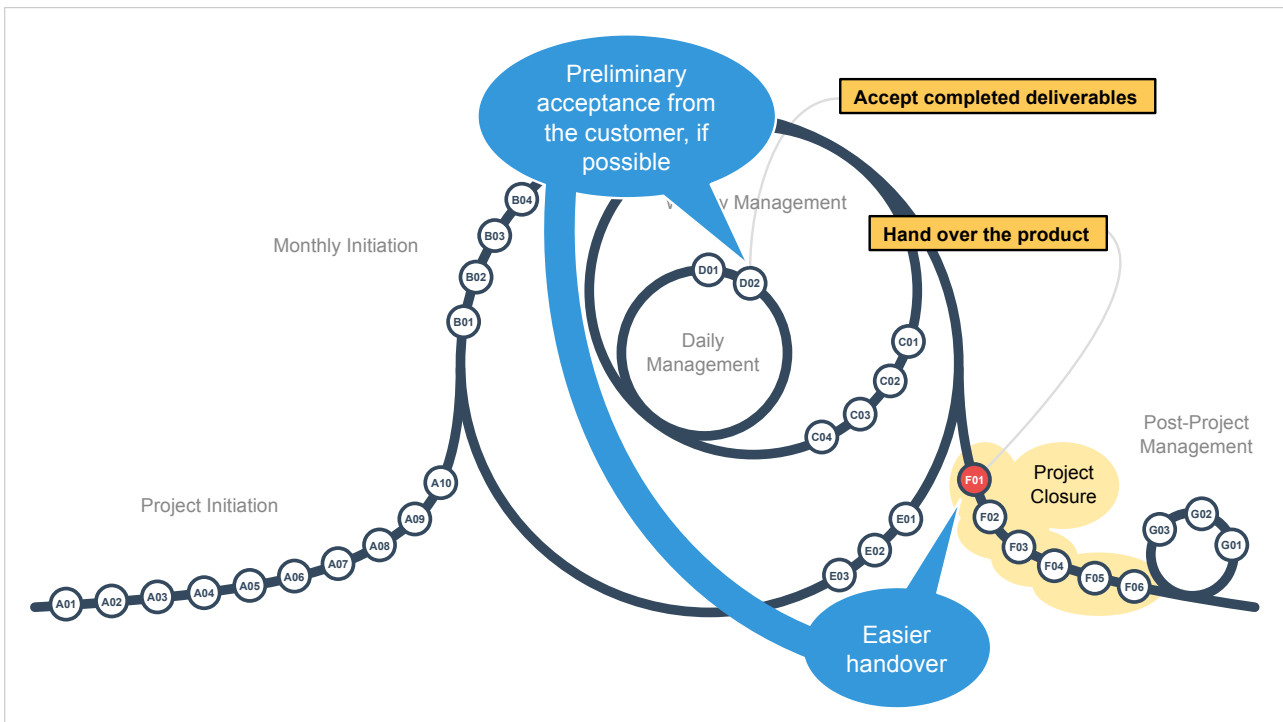 Preliminary
acceptance from
the customer, if
possible
Accept completed deliverables
Management
Hand over the product
Monthly Initiation
B04
B03
B02
B01
D01
D02
Daily
Management
C01
C02
C03
C04
Post-Project
Management
Project Initiation
A10
A09
A08
A07
A06
A05
A04
A03
A02
A01
E01
E02
E03
F01
Project
Closure
F02
F03
F04
F05
F06
G03
G02
G01
Easier
handover